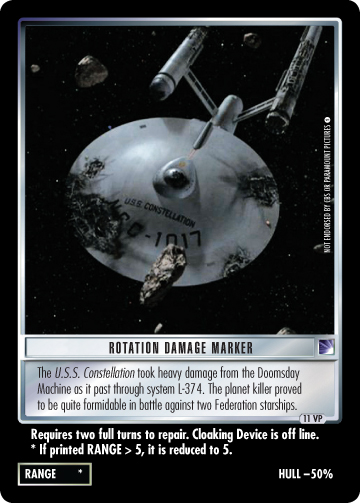 U.S.S. CONSTELLATION
CC-1017
NOT ENDORSED BY CBS OR PARAMOUNT PICTURES
ROTATION DAMAGE MARKER
The U.S.S. Constellation took heavy damage from the Doomsday
Machine as it past through system L-374. The planet killer proved
to be quite formidable in battle against two Federation starships.
11 VP
Requires two full turns to repair. Cloaking Device is off line.
* If printed RANGE > 5, it is reduced to 5.
RANGE *
HULL –50%